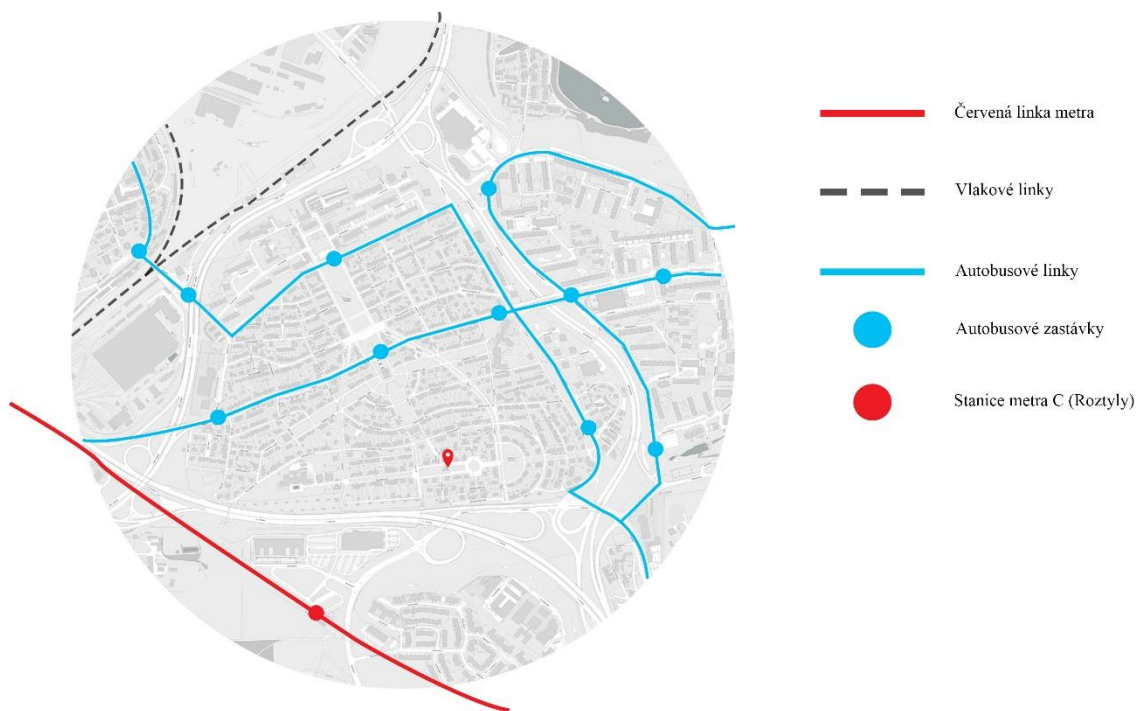 Červená linka metra
Vlakové linky
Autobusové linky
Autobusové zastávky
Stanice metra C (Roztyly)